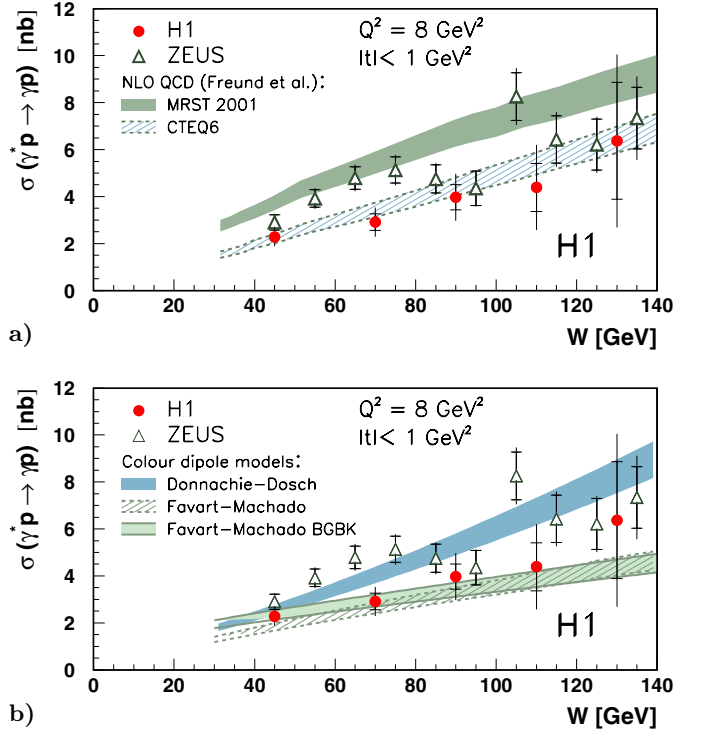 σ (γ* p → γp) [nb]
12
10
8
6
4
2
0
H1
ZEUS
Q² = 8 GeV²
|t|< 1 GeV²
NLO QCD (Freund et al.):
MRST 2001
CTEQ6
H1
0 20 40 60 80 100 120 140
W [GeV]
a)
σ (γ* p → γp) [nb]
12
10
8
6
4
2
0
H1
ZEUS
Q² = 8 GeV²
|t|< 1 GeV²
Colour dipole models:
Donnachie–Dosch
Favart–Machado
Favart–Machado BGBK
H1
0 20 40 60 80 100 120 140
W [GeV]
b)